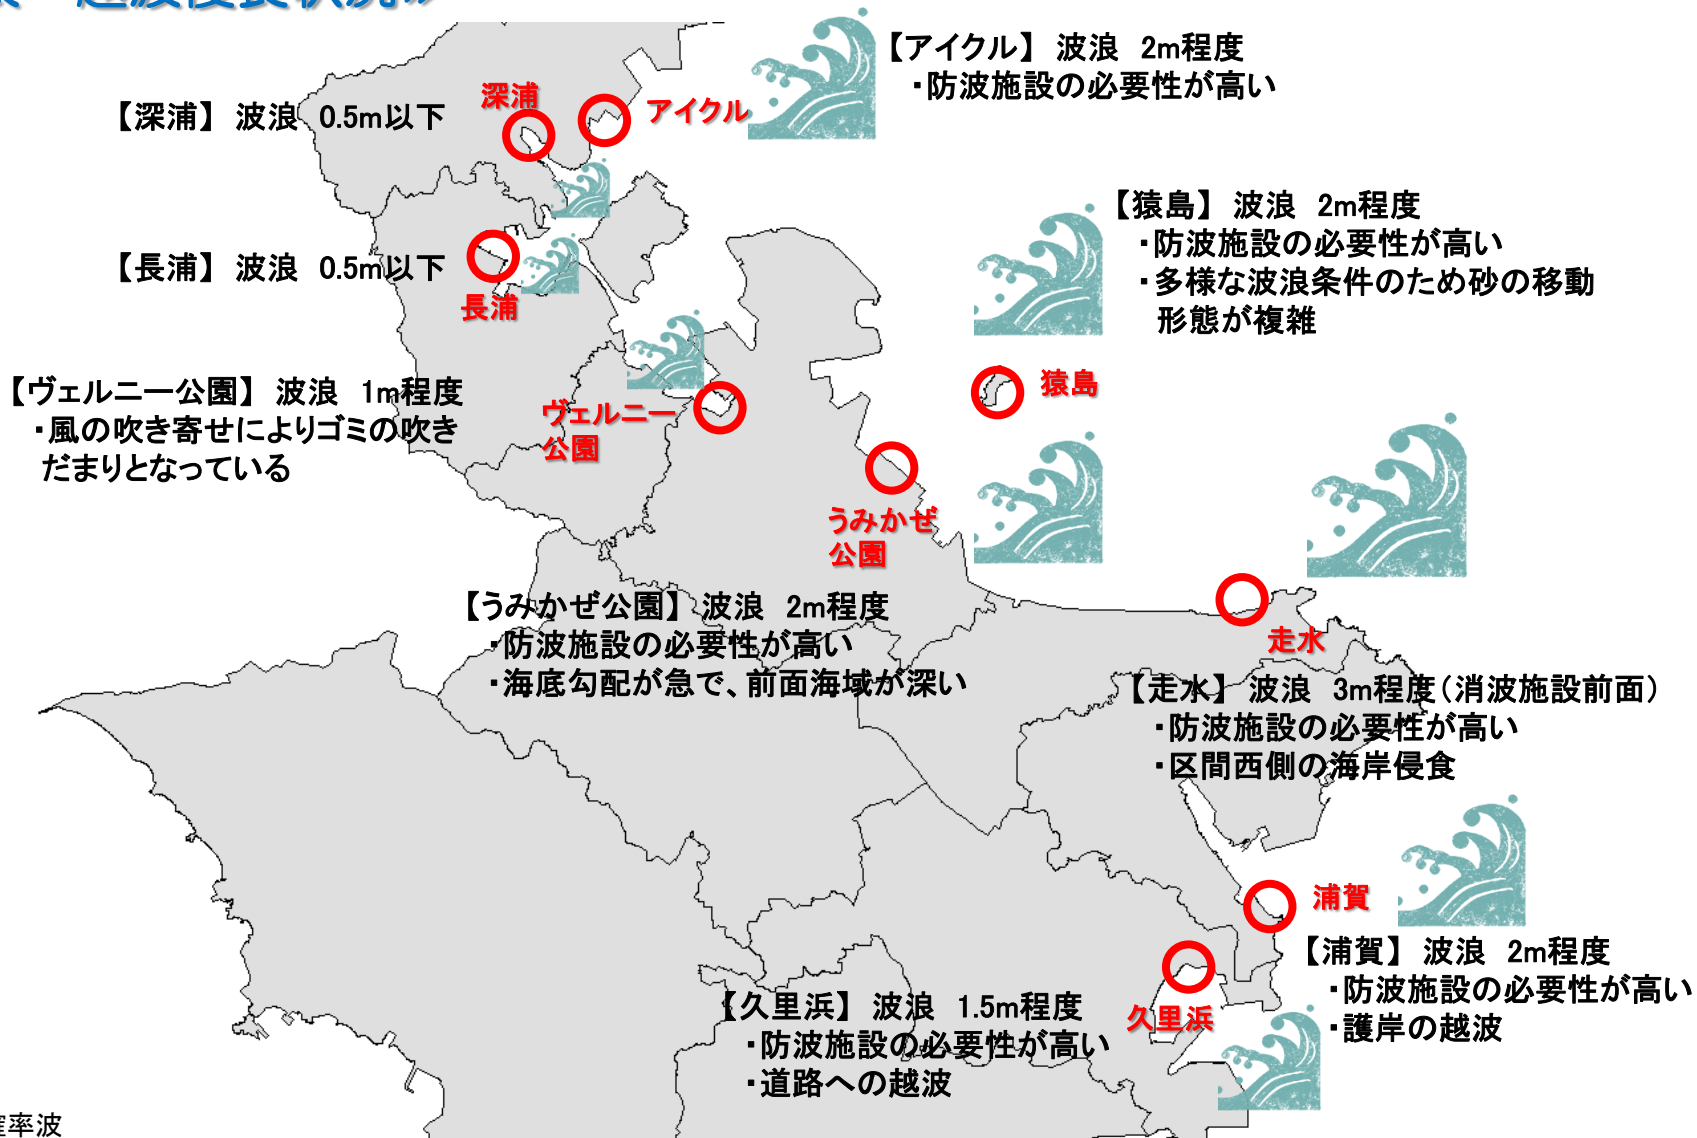 越波浸食状況
【アイクル】 波浪 2m程度
・防波施設の必要性が高い
深浦
アイクル
【深浦】 波浪 0.5m以下
【猿島】 波浪 2m程度
・防波施設の必要性が高い
・多様な波浪条件のため砂の移動
形態が複雑
【長浦】 波浪 0.5m以下
長浦
猿島
【ヴェルニー公園】 波浪 1m程度
・風の吹き寄せによりゴミの吹き
だまりとなっている
ヴェルニー
公園
うみかぜ
公園
【うみかぜ公園】 波浪 2m程度
・防波施設の必要性が高い
・海底勾配が急で、前面海域が深い
走水
【走水】 波浪 3m程度（消波施設前面）
・防波施設の必要性が高い
・区間西側の海岸侵食
浦賀
【浦賀】 波浪 2m程度
・防波施設の必要性が高い
・護岸の越波
久里浜
【久里浜】 波浪 1.5m程度
・防波施設の必要性が高い
・道路への越波
率波